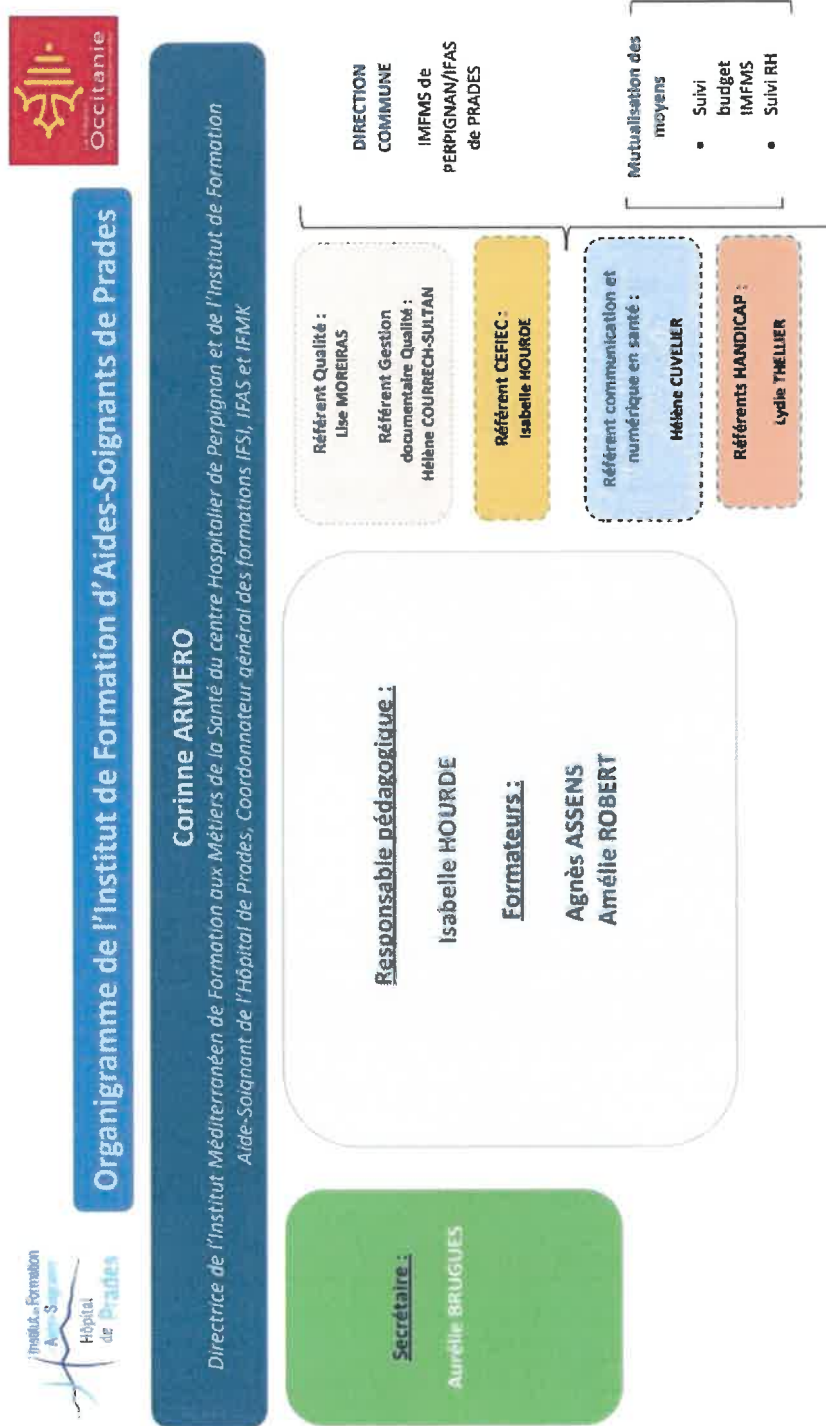 Institut de Formation
Hôpital
de Prades
Organigramme de l'Institut de Formation d'Aides-Soignants de Prades
Occitanie
Corinne ARMERO
Directrice de l'Institut Méditerranéen de Formation aux Métiers de la Santé du centre Hospitalier de Perpignan et de l'Institut de Formation
Aide-Soignant de l'Hôpital de Prades, Coordonnateur général des formations IFSI, IFAS et IFMK
Secrétaire :
Aurélie BRUGUES
Responsable pédagogique :
Isabelle HOURDE
Formateurs :
Agnès ASSENS
Amélie ROBERT
Référent Qualité :
Lise MOREIRAS
Référent Gestion
documentaire Qualité :
Hélène COURRECH-SULTAN
Référent CEFIEC :
Isabelle HOURDE
Référent communication et
numérique en santé :
Hélène CUVELIER
Référents HANDICAP :
Lydie THELLIER
DIRECTION
COMMUNE
IMFMS de
PERPIGNAN/IFAS
de PRADES
Mutualisation des
moyens
• Suivi
budget
IMFMS
• Suivi RH